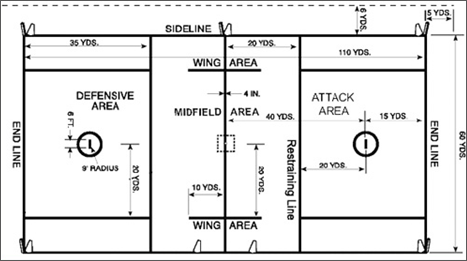 6 YDS.
5 YDS.
SIDELINE
35 YDS.
20 YDS.
110 YDS.
WING AREA
DEFENSIVE
AREA
4 IN.
ATTACK
AREA
MIDFIELD AREA
40 YDS.
15 YDS.
END LINE
6 FT.
9' RADIUS
20 YDS.
10 YDS.
20 YDS.
Restraining Line
20 YDS.
END LINE
60 YDS.
WING AREA